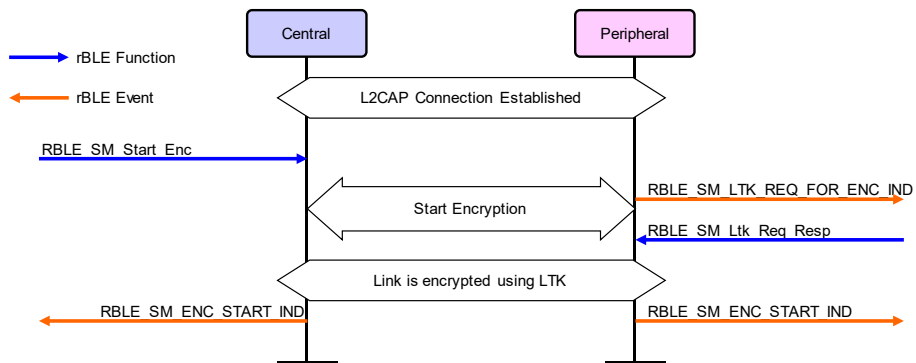 Central
Peripheral
rBLE Function
rBLE Event
L2CAP Connection Established
RBLE_SM_Start_Enc
RBLE_SM_LTK_REQ_FOR_ENC_IND
Start Encryption
RBLE_SM_Ltk_Req_Resp
Link is encrypted using LTK
RBLE_SM_ENC_START_IND
RBLE_SM_ENC_START_IND